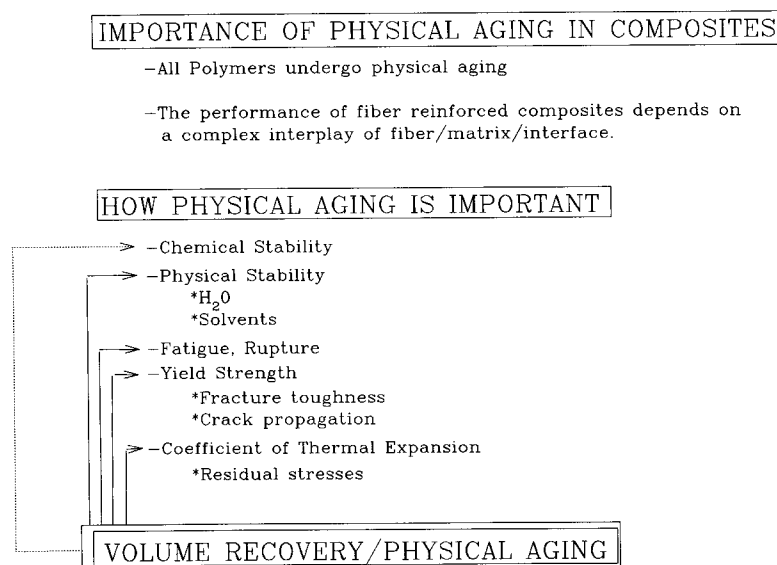 IMPORTANCE OF PHYSICAL AGING IN COMPOSITES
-All Polymers undergo physical aging
-The performance of fiber reinforced composites depends on
a complex interplay of fiber/matrix/interface.
HOW PHYSICAL AGING IS IMPORTANT
-Chemical Stability
-Physical Stability
*H₂O
*Solvents
-Fatigue, Rupture
-Yield Strength
*Fracture toughness
*Crack propagation
-Coefficient of Thermal Expansion
*Residual stresses
VOLUME RECOVERY/PHYSICAL AGING